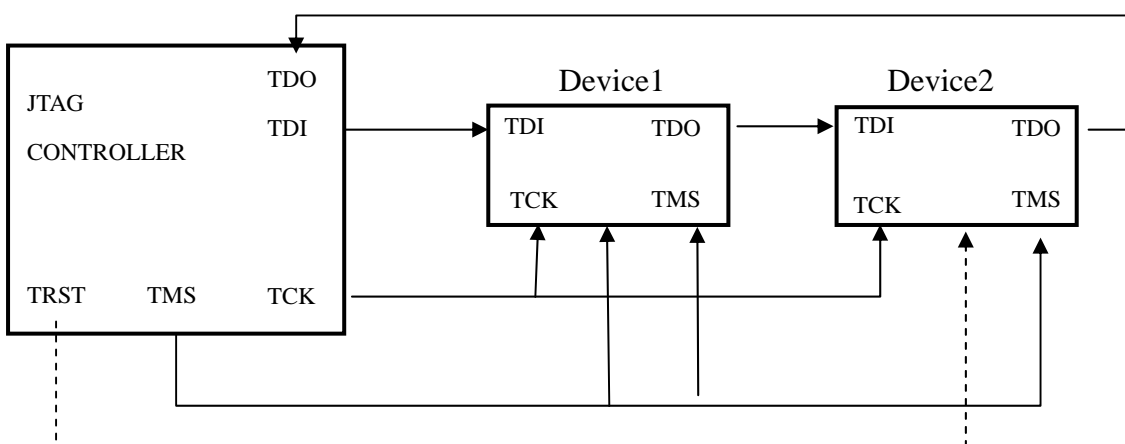 TDO
JTAG
TDI
CONTROLLER
TRST TMS TCK
Device1
TDI TDO
TCK TMS
Device2
TDI TDO
TCK TMS